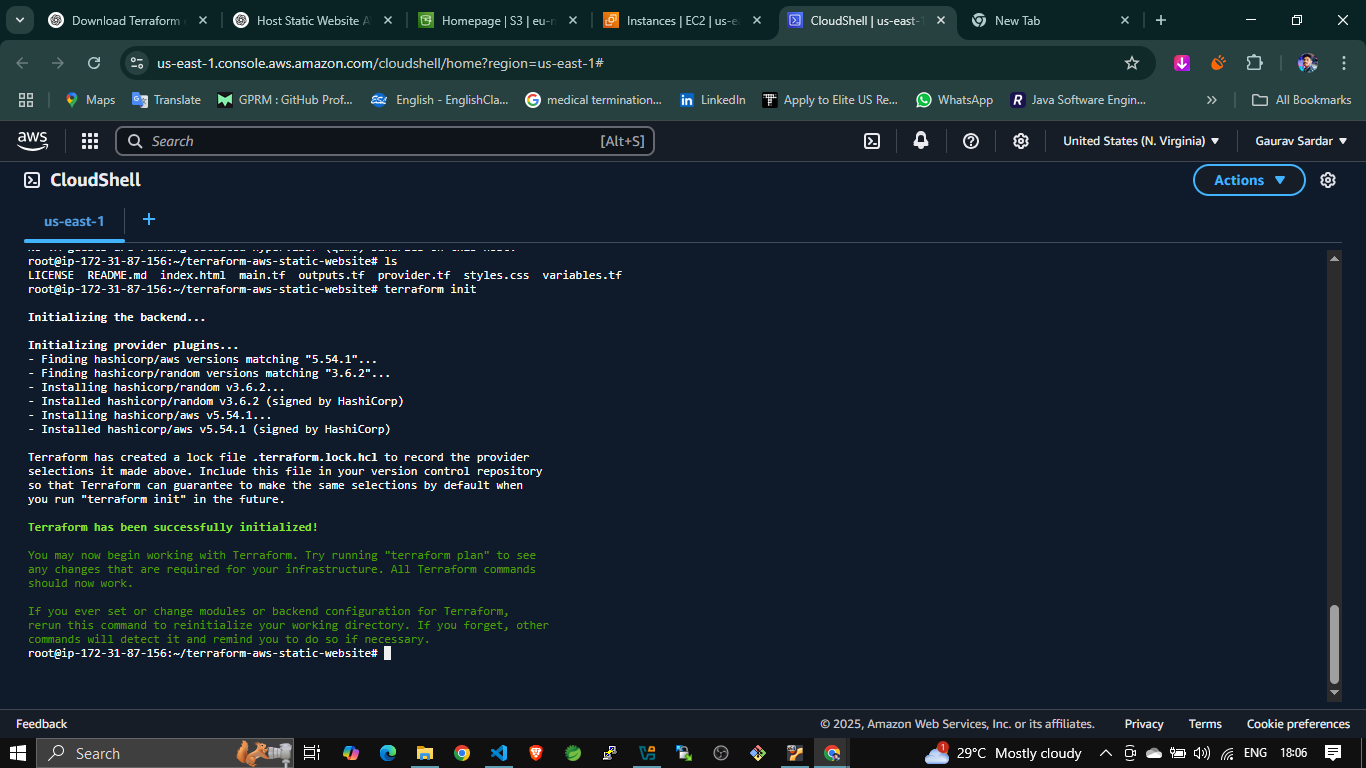 Download Terraform
Host Static Website A
Homepage | S3 | eu-n
Instances | EC2 | us-ea
CloudShell | us-east-1
New Tab
us-east-1.console.aws.amazon.com/cloudshell/home?region=us-east-1#
Maps
Translate
GPRM : GitHub Prof...
English - EnglishCla...
medical termination...
LinkedIn
Apply to Elite US Re...
WhatsApp
Java Software Engin...
All Bookmarks
aws
Search
[Alt+S]
United States (N. Virginia)
Gaurav Sardar
CloudShell
Actions
us-east-1
root@ip-172-31-87-156:~/terraform-aws-static-website# ls
LICENSE README.md index.html main.tf outputs.tf provider.tf styles.css variables.tf
root@ip-172-31-87-156:~/terraform-aws-static-website# terraform init
Initializing the backend...
Initializing provider plugins...
- Finding hashicorp/aws versions matching "5.54.1"...
- Finding hashicorp/random versions matching "3.6.2"...
- Installing hashicorp/random v3.6.2...
- Installed hashicorp/random v3.6.2 (signed by HashiCorp)
- Installing hashicorp/aws v5.54.1...
- Installed hashicorp/aws v5.54.1 (signed by HashiCorp)
Terraform has created a lock file .terraform.lock.hcl to record the provider
selections it made above. Include this file in your version control repository
so that Terraform can guarantee to make the same selections by default when
you run "terraform init" in the future.
Terraform has been successfully initialized!
You may now begin working with Terraform. Try running "terraform plan" to see
any changes that are required for your infrastructure. All Terraform commands
should now work.
If you ever set or change modules or backend configuration for Terraform,
rerun this command to reinitialize your working directory. If you forget, other
commands will detect it and remind you to do so if necessary.
root@ip-172-31-87-156:~/terraform-aws-static-website#
Feedback
© 2025, Amazon Web Services, Inc. or its affiliates.
Privacy
Terms
Cookie preferences
Search
1
29°C Mostly cloudy
ENG
18:06